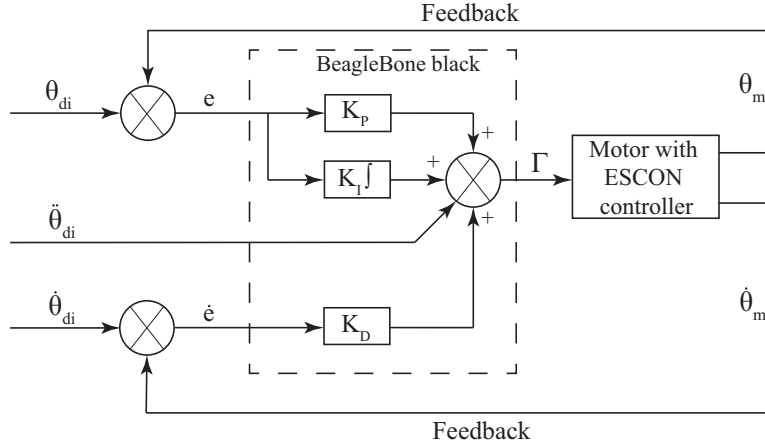 Feedback
BeagleBone black
θdi
e
KP
+
θm
+
KI ∫
Γ
Motor with
ESCON
controller
+
θ̈di
θ̇di
ė
KD
θ̇m
Feedback